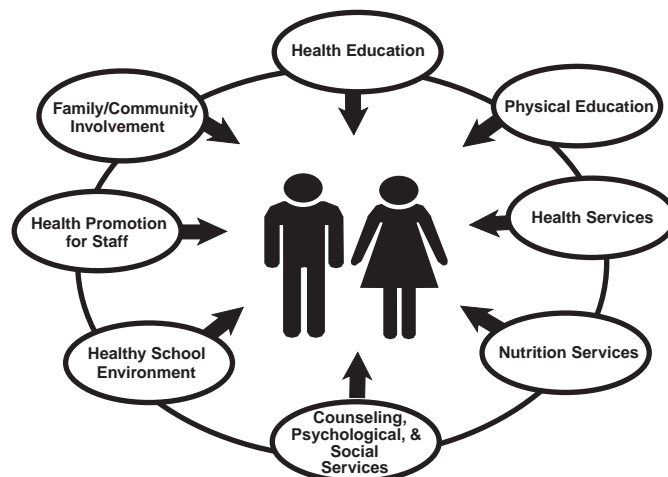 Health Education
Physical Education
Health Services
Nutrition Services
Counseling,
Psychological, &
Social
Services
Healthy School
Environment
Health Promotion
for Staff
Family/Community
Involvement